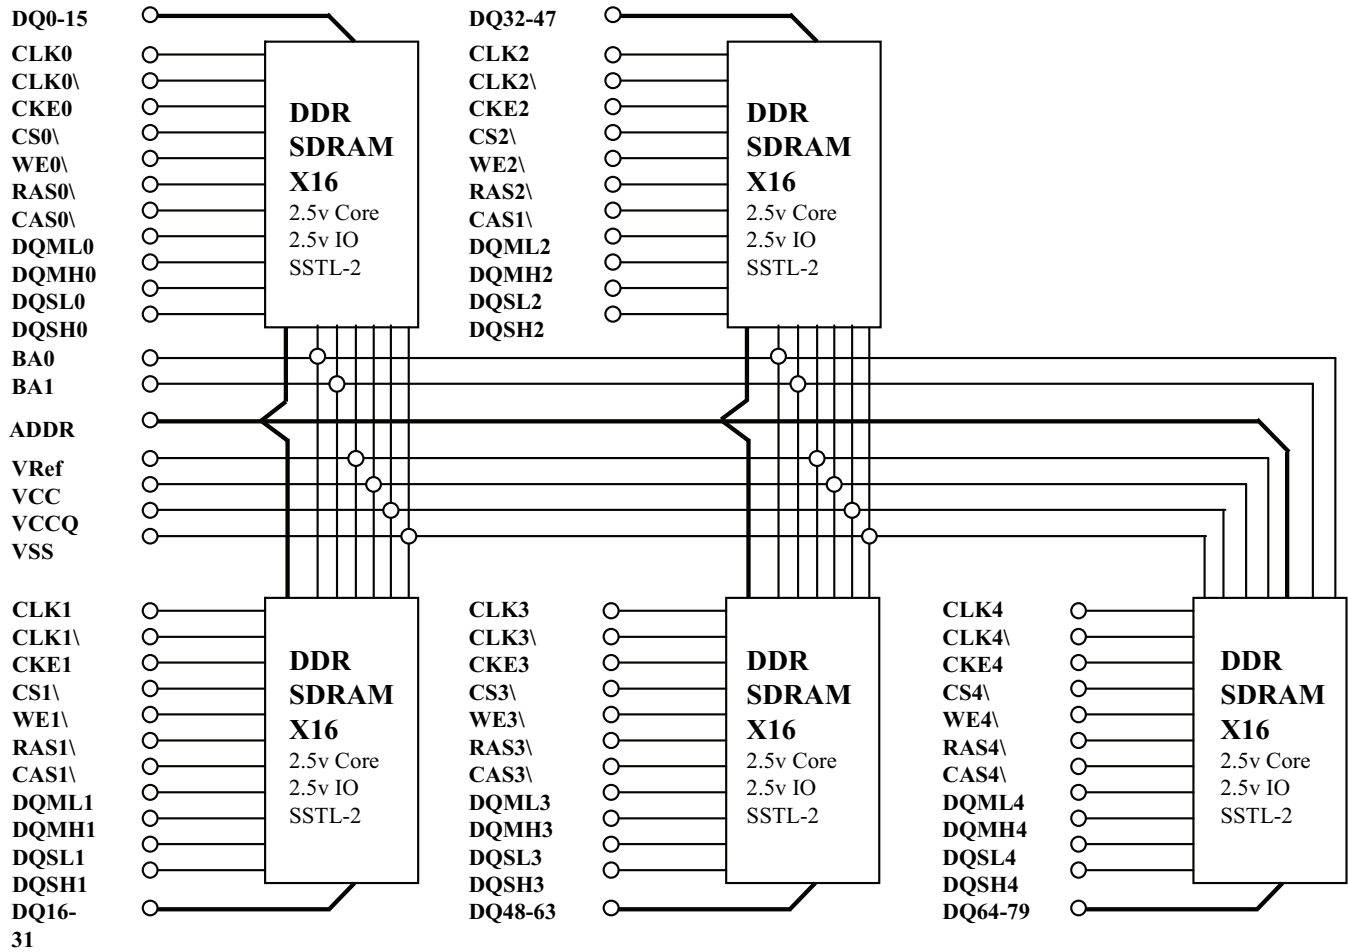 DQ0-15
CLK0
CLK0\
CKE0
CS0\
WE0\
RAS0\
CAS0\
DQML0
DQMH0
DQSL0
DQSH0
DDR
SDRAM
X16
2.5v Core
2.5v IO
SSTL-2
DQ32-47
CLK2
CLK2\
CKE2
CS2\
WE2\
RAS2\
CAS1\
DQML2
DQMH2
DQSL2
DQSH2
DDR
SDRAM
X16
2.5v Core
2.5v IO
SSTL-2
BA0
BA1
ADDR
VRef
VCC
VCCQ
VSS
CLK1
CLK1\
CKE1
CS1\
WE1\
RAS1\
CAS1\
DQML1
DQMH1
DQSL1
DQSH1
DQ16-
31
DDR
SDRAM
X16
2.5v Core
2.5v IO
SSTL-2
CLK3
CLK3\
CKE3
CS3\
WE3\
RAS3\
CAS3\
DQML3
DQMH3
DQSL3
DQSH3
DQ48-63
DDR
SDRAM
X16
2.5v Core
2.5v IO
SSTL-2
CLK4
CLK4\
CKE4
CS4\
WE4\
RAS4\
CAS4\
DQML4
DQMH4
DQSL4
DQSH4
DQ64-79
DDR
SDRAM
X16
2.5v Core
2.5v IO
SSTL-2